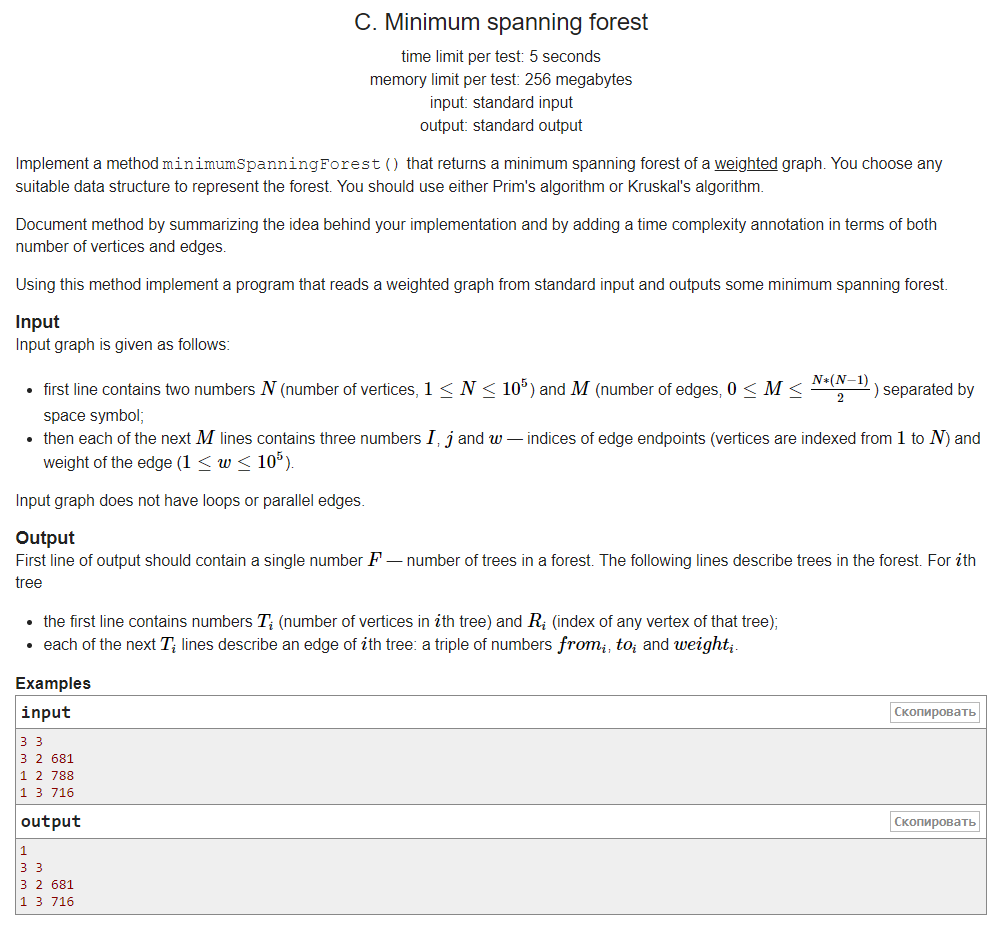 C. Minimum spanning forest
time limit per test: 5 seconds
memory limit per test: 256 megabytes
input: standard input
output: standard output
Implement a method minimumSpanningForest() that returns a minimum spanning forest of a weighted graph. You choose any
suitable data structure to represent the forest. You should use either Prim's algorithm or Kruskal's algorithm.
Document method by summarizing the idea behind your implementation and by adding a time complexity annotation in terms of both
number of vertices and edges.
Using this method implement a program that reads a weighted graph from standard input and outputs some minimum spanning forest.
Input
Input graph is given as follows:
• first line contains two numbers N (number of vertices, 1 ≤ N ≤ 10^5) and M (number of edges, 0 ≤ M ≤ N*(N−1)/2) separated by
space symbol;
• then each of the next M lines contains three numbers I, j and w — indices of edge endpoints (vertices are indexed from 1 to N) and
weight of the edge (1 ≤ w ≤ 10^5).
Input graph does not have loops or parallel edges.
Output
First line of output should contain a single number F — number of trees in a forest. The following lines describe trees in the forest. For ith
tree
• the first line contains numbers T_i (number of vertices in ith tree) and R_i (index of any vertex of that tree);
• each of the next T_i lines describe an edge of ith tree: a triple of numbers from_i, to_i and weight_i.
Examples
input Скопировать
3 3
3 2 681
1 2 788
1 3 716
output Скопировать
1
3 3
3 2 681
1 3 716